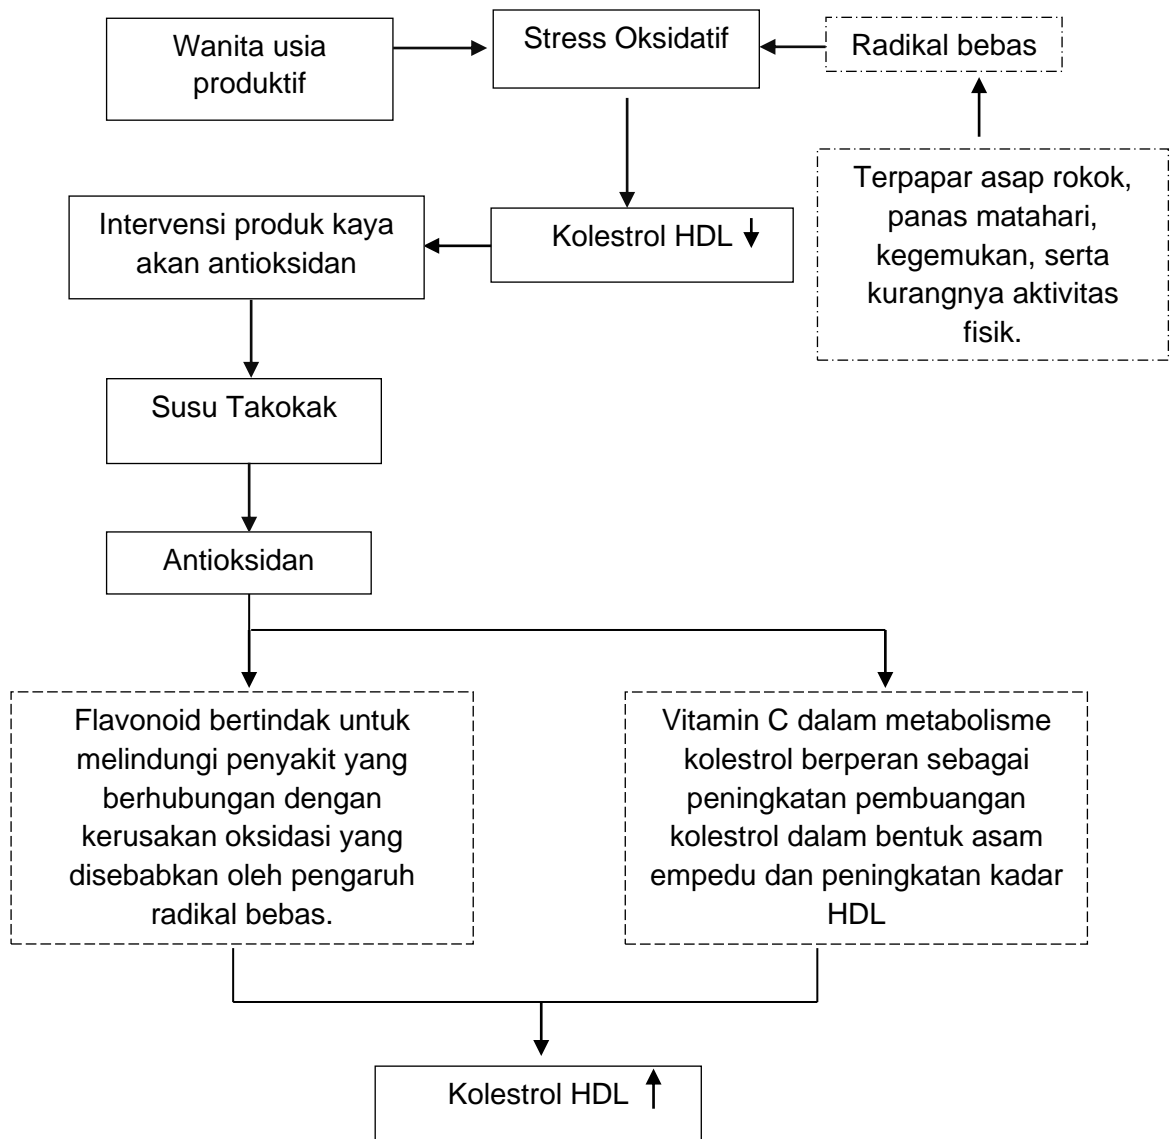 Wanita usia
produktif
Stress Oksidatif
Radikal bebas
Terpapar asap rokok,
panas matahari,
kegemukan, serta
kurangnya aktivitas
fisik.
Intervensi produk kaya
akan antioksidan
Kolestrol HDL
Susu Takokak
Antioksidan
Flavonoid bertindak untuk
melindungi penyakit yang
berhubungan dengan
kerusakan oksidasi yang
disebabkan oleh pengaruh
radikal bebas.
Vitamin C dalam metabolisme
kolestrol berperan sebagai
peningkatan pembuangan
kolestrol dalam bentuk asam
empedu dan peningkatan kadar
HDL
Kolestrol HDL